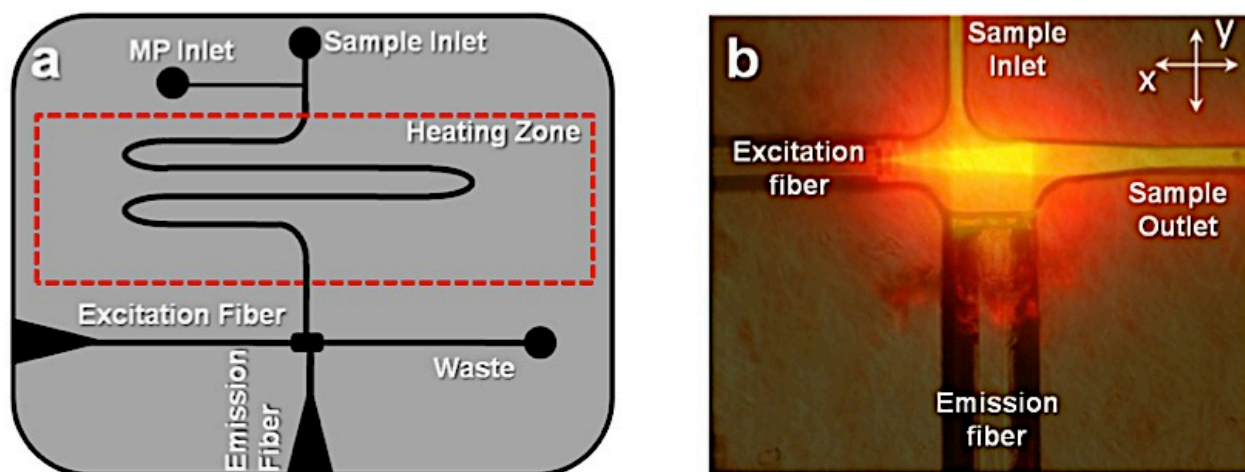 a
MP Inlet
Sample Inlet
Heating Zone
Excitation Fiber
Emission
Fiber
Waste
b
Sample
Inlet
y
x
Excitation
fiber
Sample
Outlet
Emission
fiber